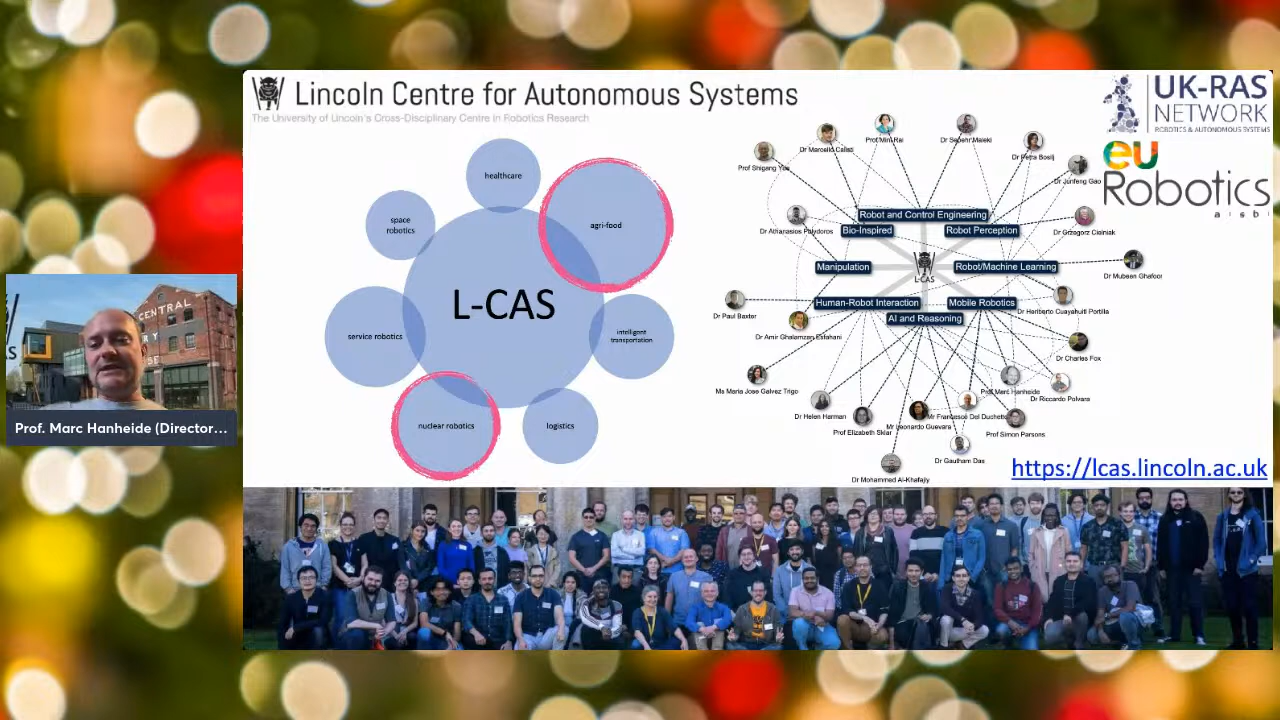 Lincoln Centre for Autonomous Systems
The University of Lincoln's Cross-Disciplinary Centre in Robotics Research
UK-RAS
NETWORK
ROBOTICS & AUTONOMOUS SYSTEMS
eu
Robotics
aisbl
healthcare
space
robotics
agri-food
L-CAS
service robotics
intelligent
transportation
nuclear robotics
logistics
Prof Mini Rai
Dr Marcello Calisti
Dr Sepehr Maleki
Dr Petra Bosilj
Prof Shigang Yue
Dr Junfeng Gao
Robot and Control Engineering
Bio-Inspired
Robot Perception
Dr Athanasios Polydoros
Dr Grzegorz Cielniak
Manipulation
L-CAS
Robot/Machine Learning
Dr Mubeen Ghafoor
Human-Robot Interaction
Mobile Robotics
Dr Paul Baxter
AI and Reasoning
Dr Heriberto Cuayahuitl Portilla
Dr Amir Ghalamzan Esfahani
Dr Charles Fox
Ms Maria Jose Galvez Trigo
Prof Marc Hanheide
Dr Riccardo Polvara
Dr Helen Harman
Mr Francesco Del Duchetto
Mr Leonardo Guevara
Prof Elizabeth Sklar
Prof Simon Parsons
Dr Gautham Das
Dr Mohammed Al-Khafajiy
https://lcas.lincoln.ac.uk
CENTRAL
Prof. Marc Hanheide (Director...